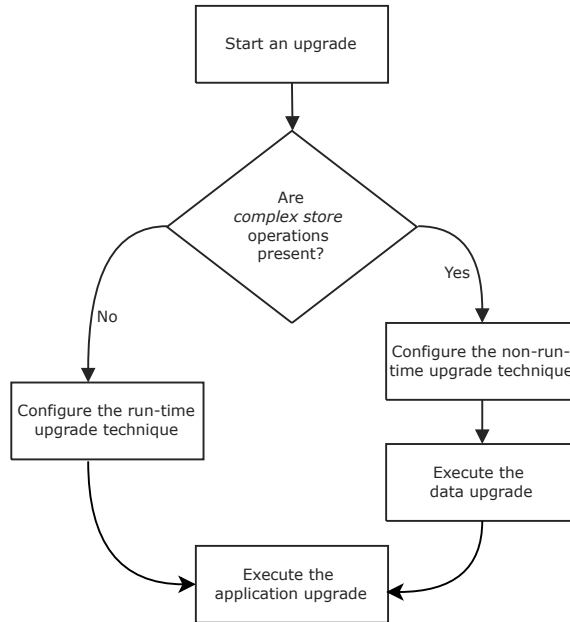 Start an upgrade
Are
complex store
operations
present?
No
Yes
Configure the non-run-
time upgrade technique
Configure the run-time
upgrade technique
Execute the
data upgrade
Execute the
application upgrade